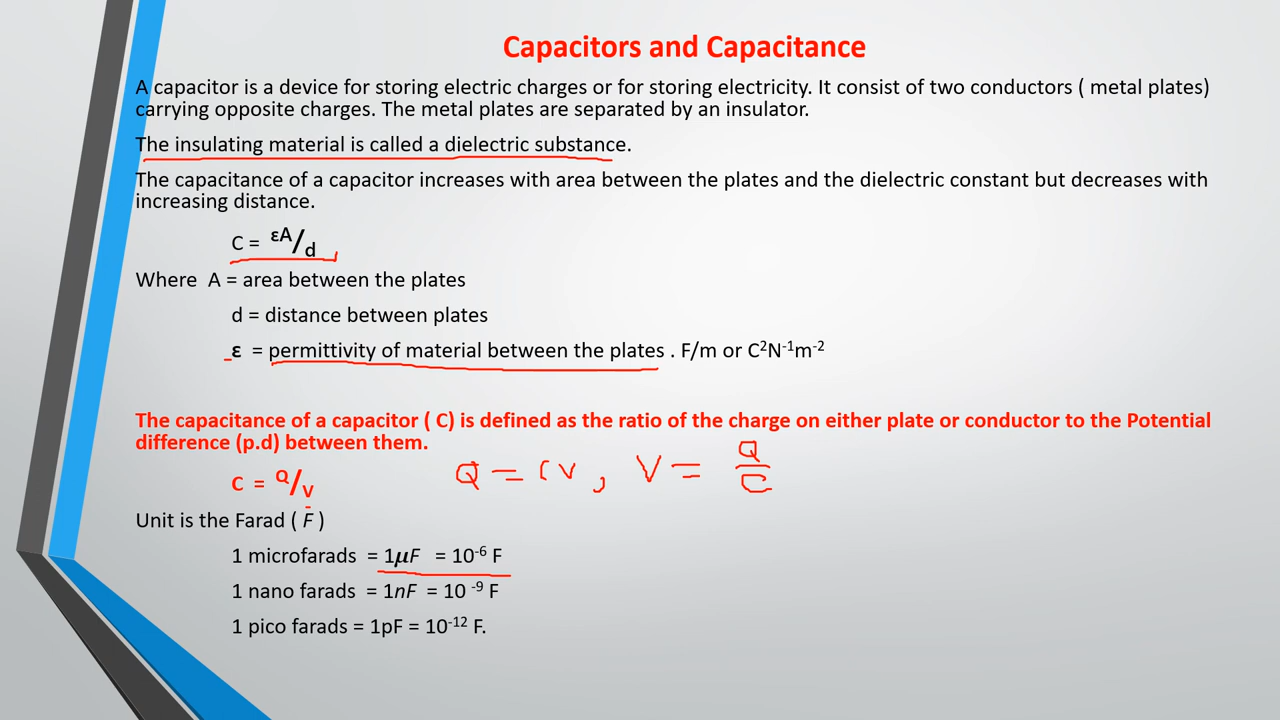 Capacitors and Capacitance
A capacitor is a device for storing electric charges or for storing electricity. It consist of two conductors ( metal plates)
carrying opposite charges. The metal plates are separated by an insulator.
The insulating material is called a dielectric substance.
The capacitance of a capacitor increases with area between the plates and the dielectric constant but decreases with
increasing distance.
C = εA/d
Where A = area between the plates
d = distance between plates
ε = permittivity of material between the plates . F/m or C²N⁻¹m⁻²
The capacitance of a capacitor ( C) is defined as the ratio of the charge on either plate or conductor to the Potential
difference (p.d) between them.
C = Q/V
Q = CV , V = Q/C
Unit is the Farad ( F )
1 microfarads = 1μF = 10⁻⁶ F
1 nano farads = 1nF = 10 ⁻⁹ F
1 pico farads = 1pF = 10⁻¹² F.